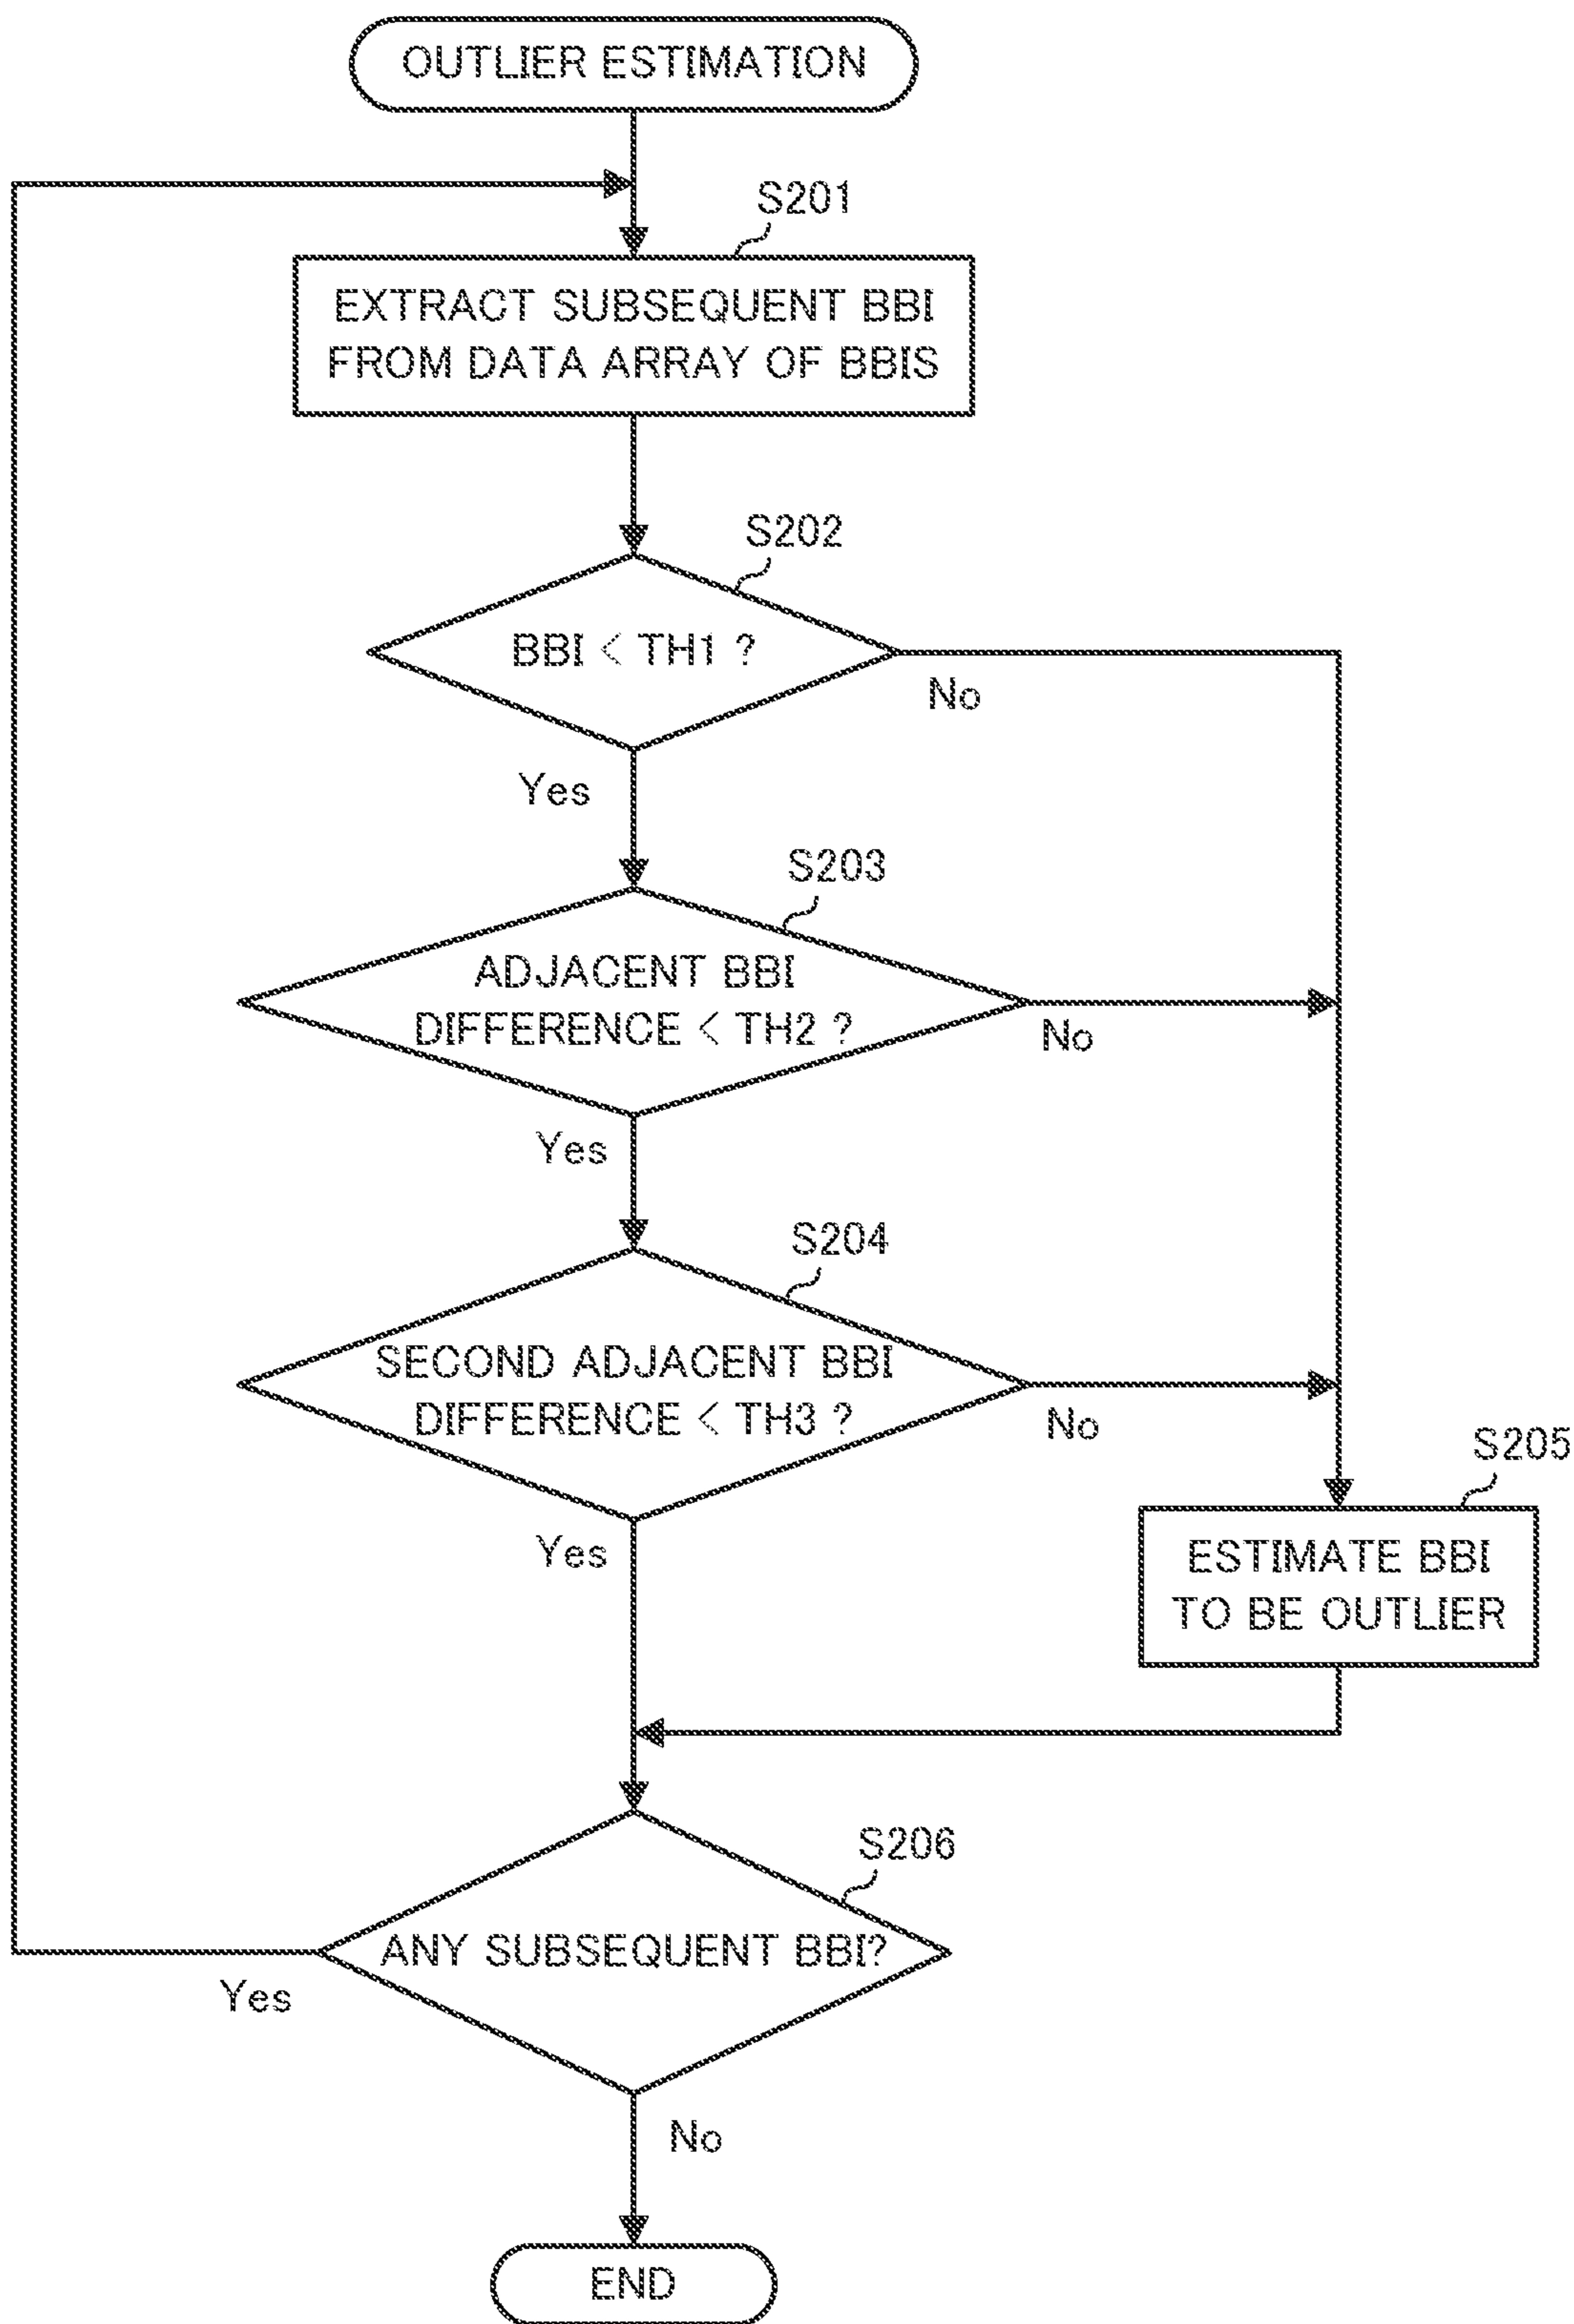 OUTLIER ESTIMATION
S201
EXTRACT SUBSEQUENT BBI
FROM DATA ARRAY OF BBIS
S202
BBI < TH1 ?
No
Yes
S203
ADJACENT BBI
DIFFERENCE < TH2 ?
No
Yes
S204
SECOND ADJACENT BBI
DIFFERENCE < TH3 ?
No
Yes
S205
ESTIMATE BBI
TO BE OUTLIER
S206
ANY SUBSEQUENT BBI?
Yes
No
END